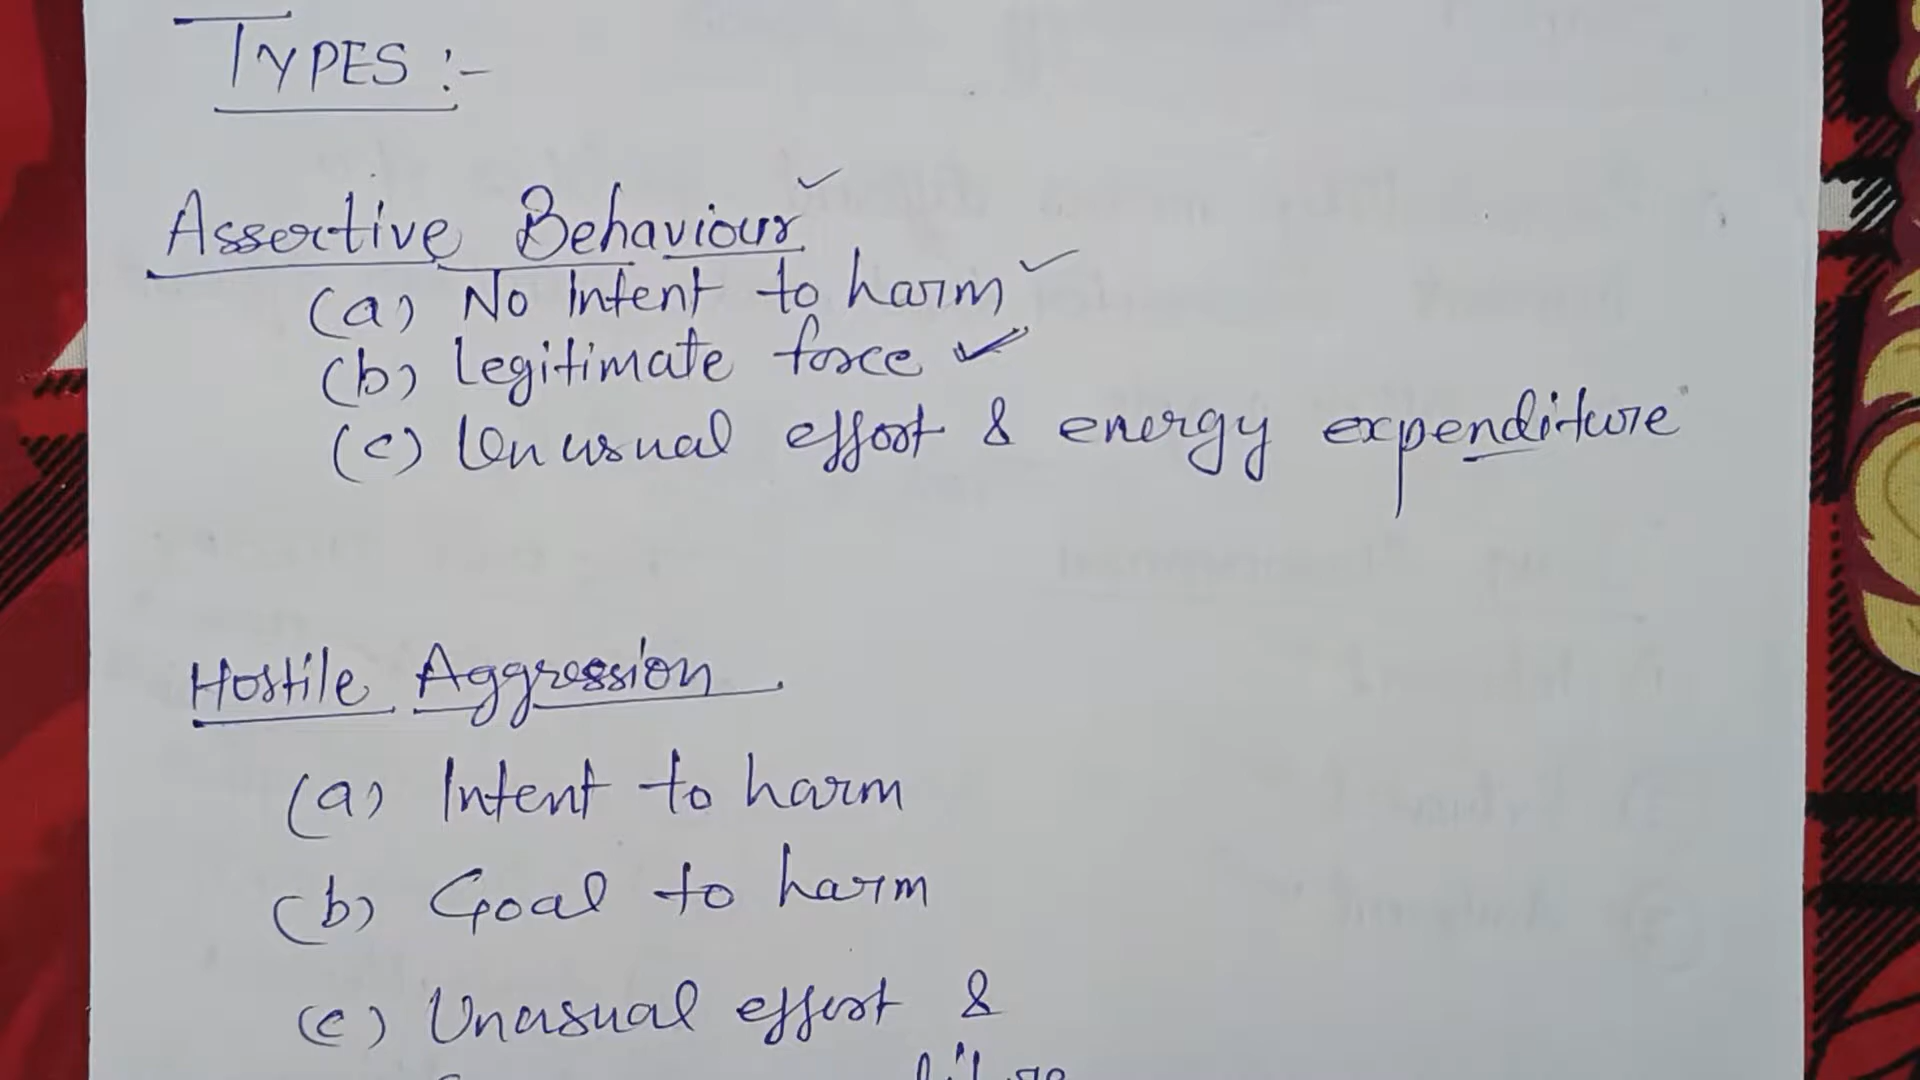 TYPES :-
Assertive Behaviour
(a) No Intent to harm
(b) Legitimate force
(c) Unusual effort & energy expenditure
Hostile Aggression
(a) Intent to harm
(b) Goal to harm
(c) Unusual effort &